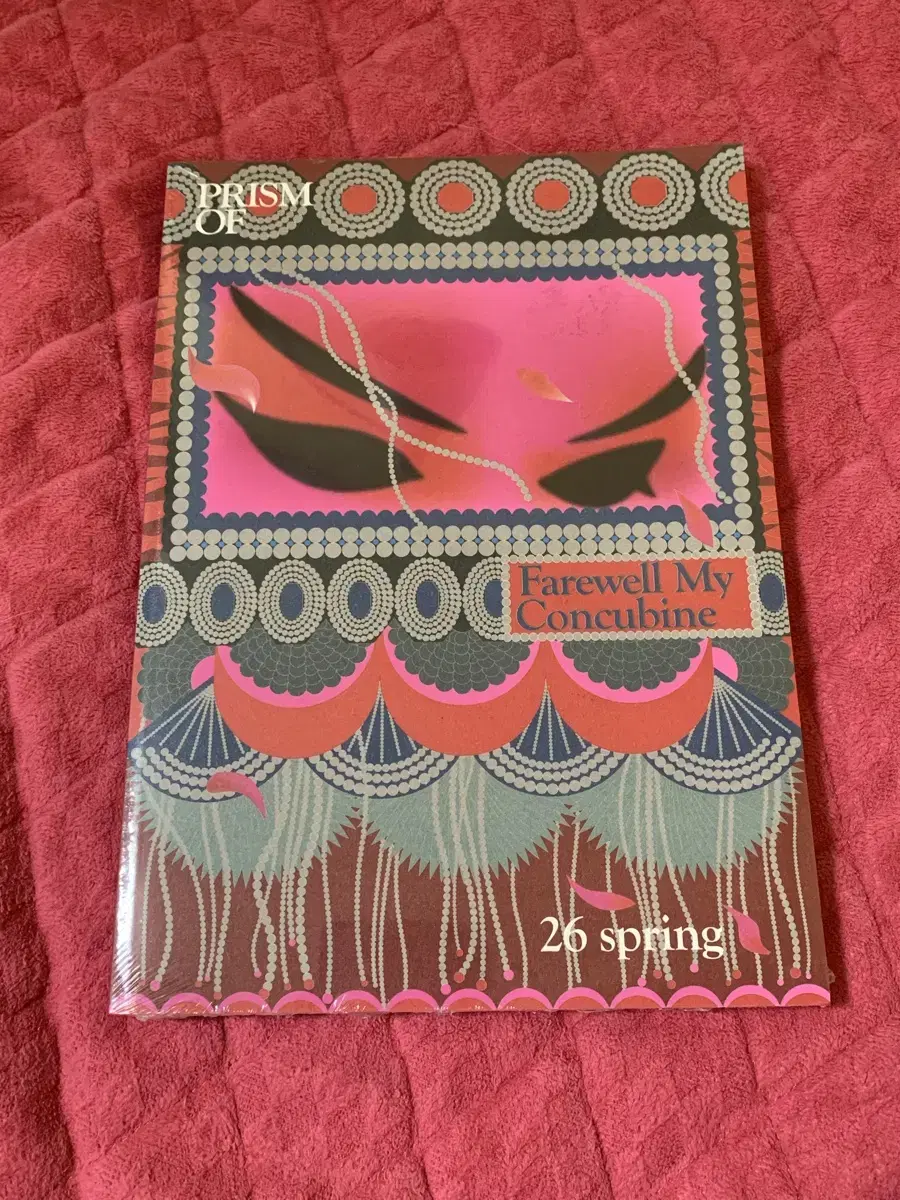 PRISM
OF
Farewell My
Concubine
26 spring